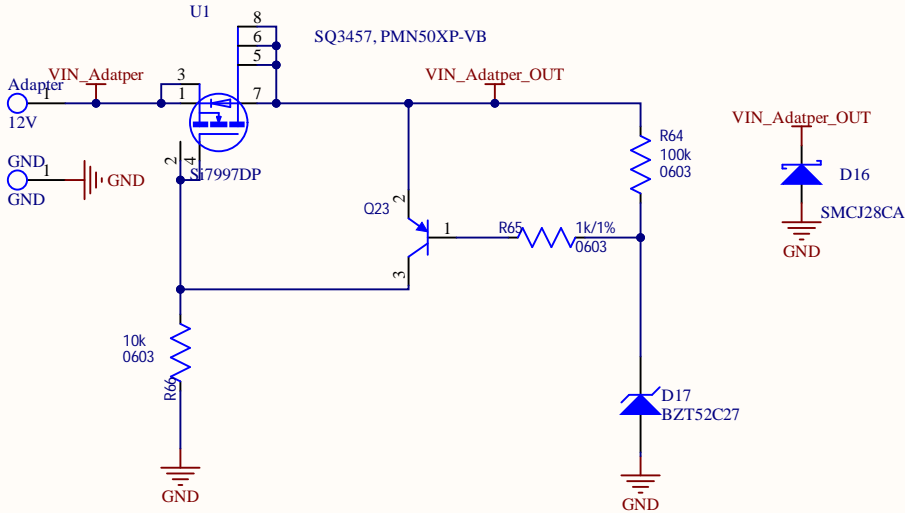 U1
8
6
5
SQ3457, PMN50XP-VB
VIN_Adatper
VIN_Adatper_OUT
Adapter
1
3
1
7
12V
2
4
Si7997DP
GND
1
GND
GND
R64
100k
0603
VIN_Adatper_OUT
D16
SMCJ28CA
GND
Q23
2
1
3
R65
1k/1%
0603
10k
0603
R66
D17
BZT52C27
GND
GND